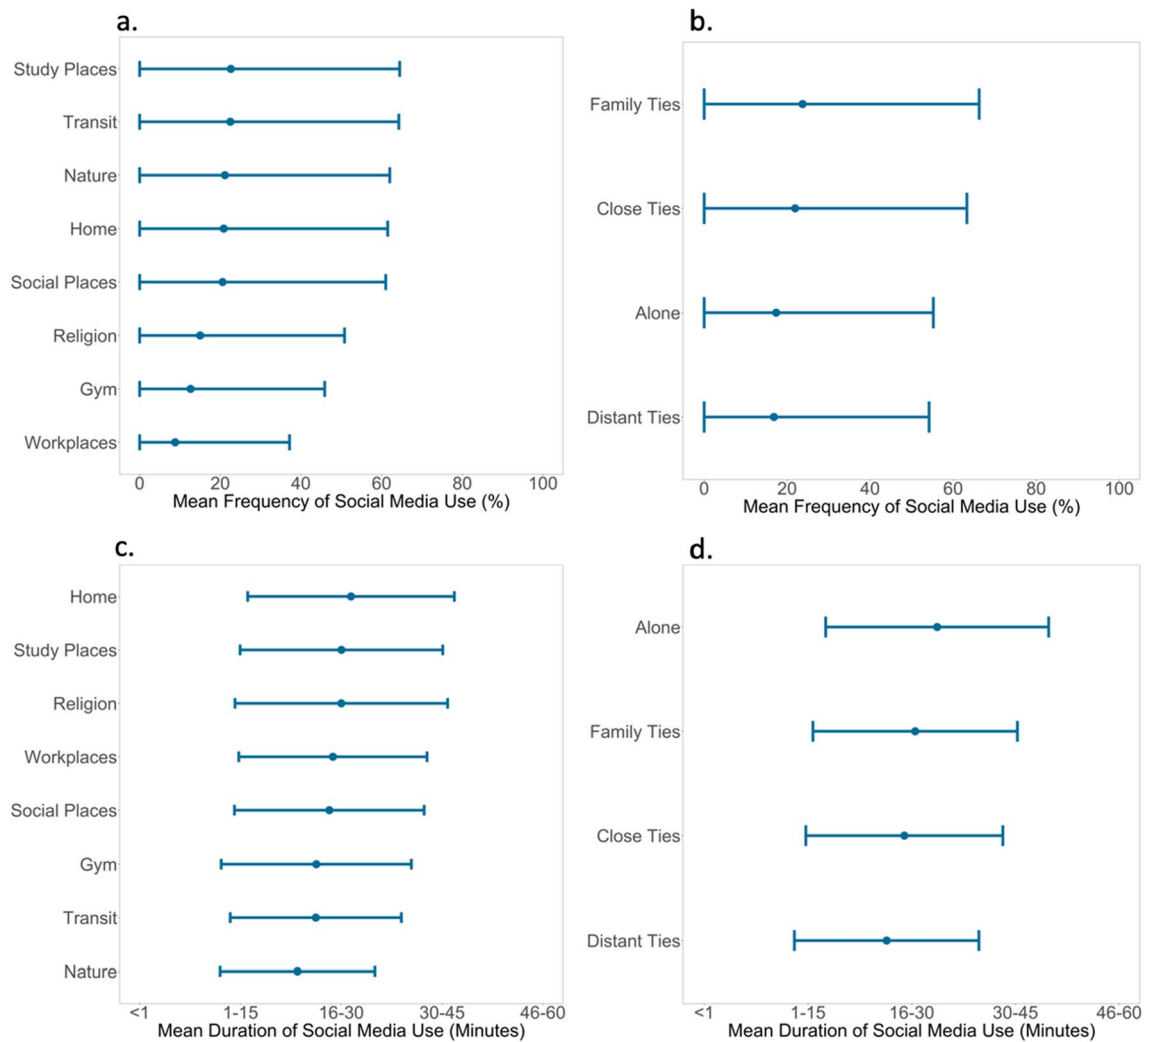 a.
Study Places
Transit
Nature
Home
Social Places
Religion
Gym
Workplaces
0 20 40 60 80 100
Mean Frequency of Social Media Use (%)
b.
Family Ties
Close Ties
Alone
Distant Ties
0 20 40 60 80 100
Mean Frequency of Social Media Use (%)
c.
Home
Study Places
Religion
Workplaces
Social Places
Gym
Transit
Nature
<1 1-15 16-30 30-45 46-60
Mean Duration of Social Media Use (Minutes)
d.
Alone
Family Ties
Close Ties
Distant Ties
<1 1-15 16-30 30-45 46-60
Mean Duration of Social Media Use (Minutes)